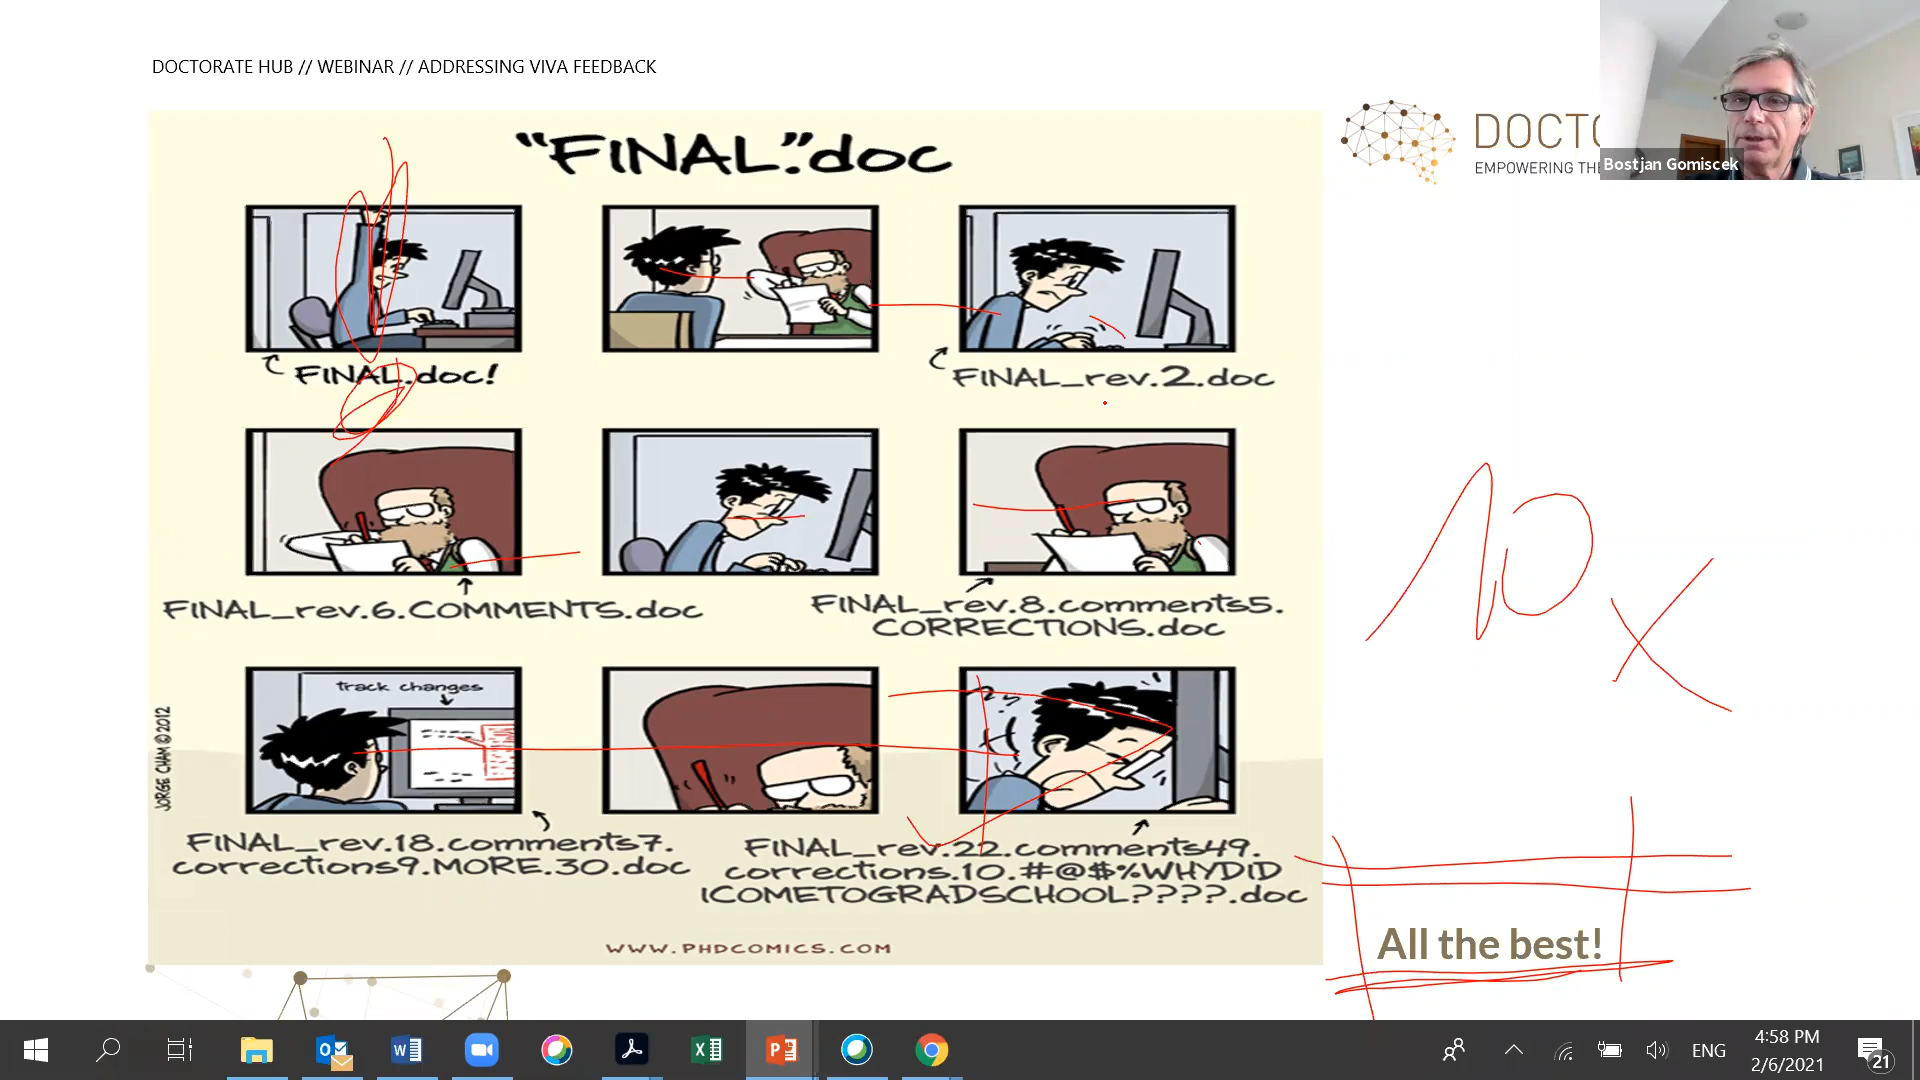 DOCTORATE HUB // WEBINAR // ADDRESSING VIVA FEEDBACK
Bostjan Gomiscek
EMPOWERING
"FINAL".doc
FINAL.doc!
FINAL_rev.2.doc
FINAL_rev.6.COMMENTS.doc
FINAL_rev.8.comments5.
CORRECTIONS.doc
track changes
FINAL_rev.18.comments7.
corrections9.MORE.30.doc
FINAL_rev.22.comments49.
corrections.10.#@$%WHYDID
ICOMETOGRADSCHOOL????.doc
JORGE CHAM © 2012
WWW.PHDCOMICS.COM
10 x
All the best!
ENG
4:58 PM
2/6/2021
21